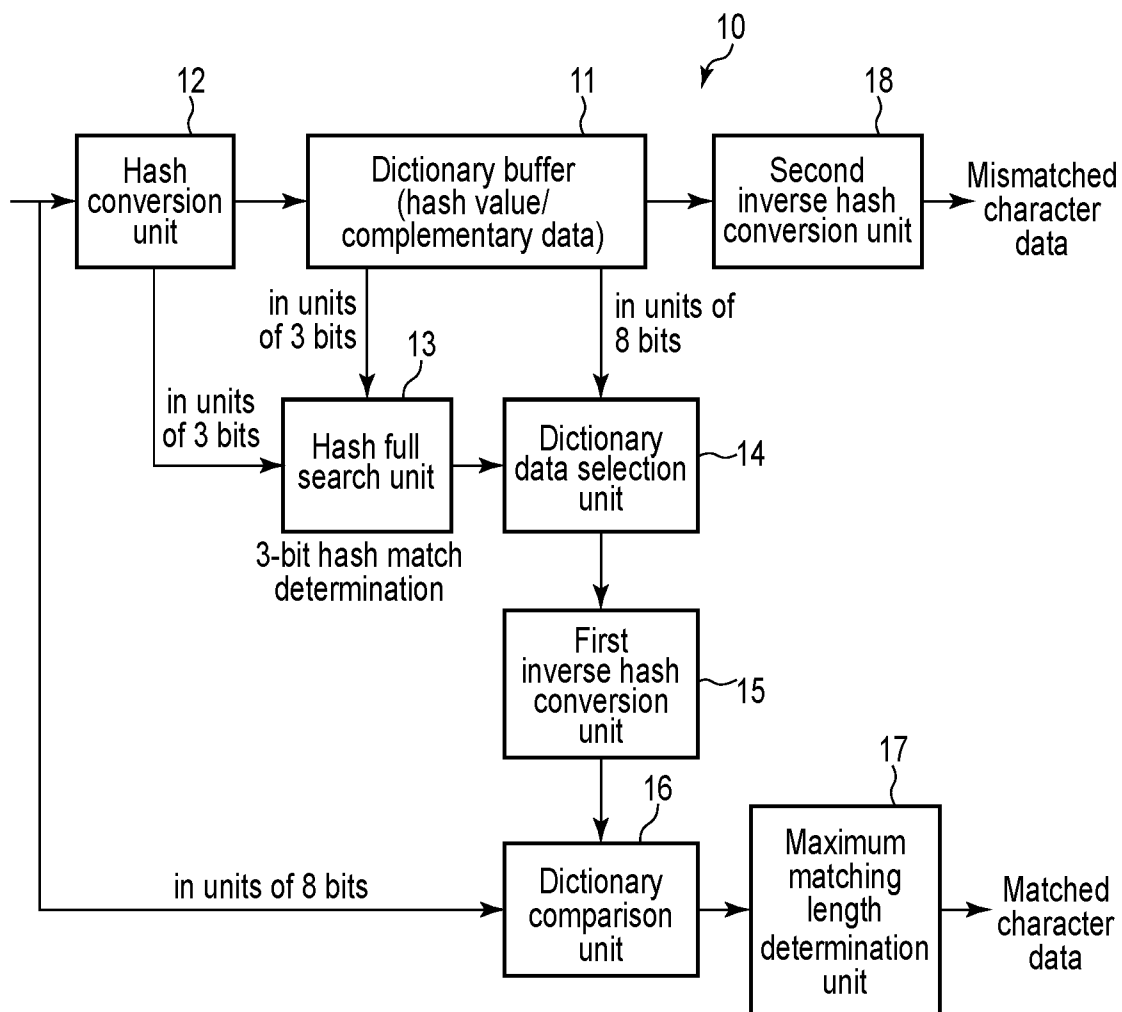 10
12
11
18
Hash
conversion
unit
Dictionary buffer
(hash value/
complementary data)
Second
inverse hash
conversion unit
Mismatched
character
data
in units
of 3 bits
in units of
8 bits
13
in units
of 3 bits
Hash full
search unit
Dictionary
data selection
unit
14
3-bit hash match
determination
First
inverse hash
conversion
unit
15
17
16
in units of 8 bits
Dictionary
comparison
unit
Maximum
matching
length
determination
unit
Matched
character
data